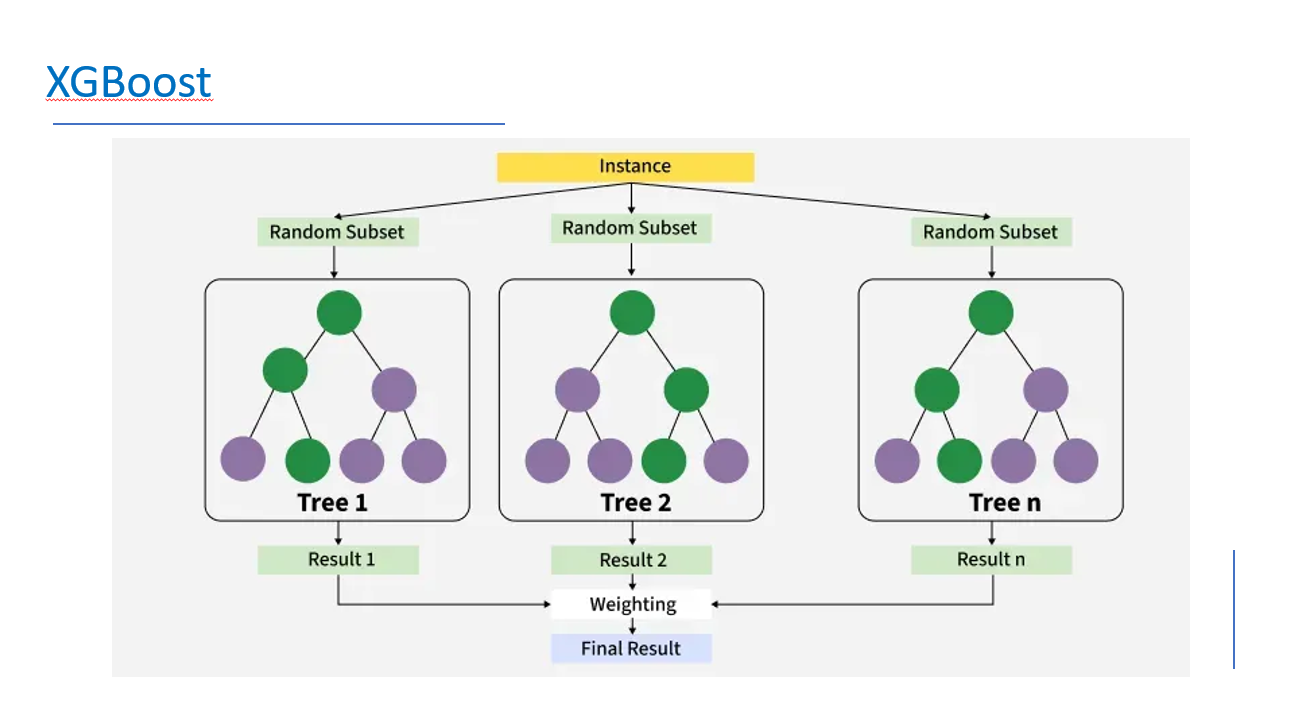 XGBoost
Instance
Random Subset
Random Subset
Random Subset
Tree 1
Tree 2
Tree n
Result 1
Result 2
Result n
Weighting
Final Result